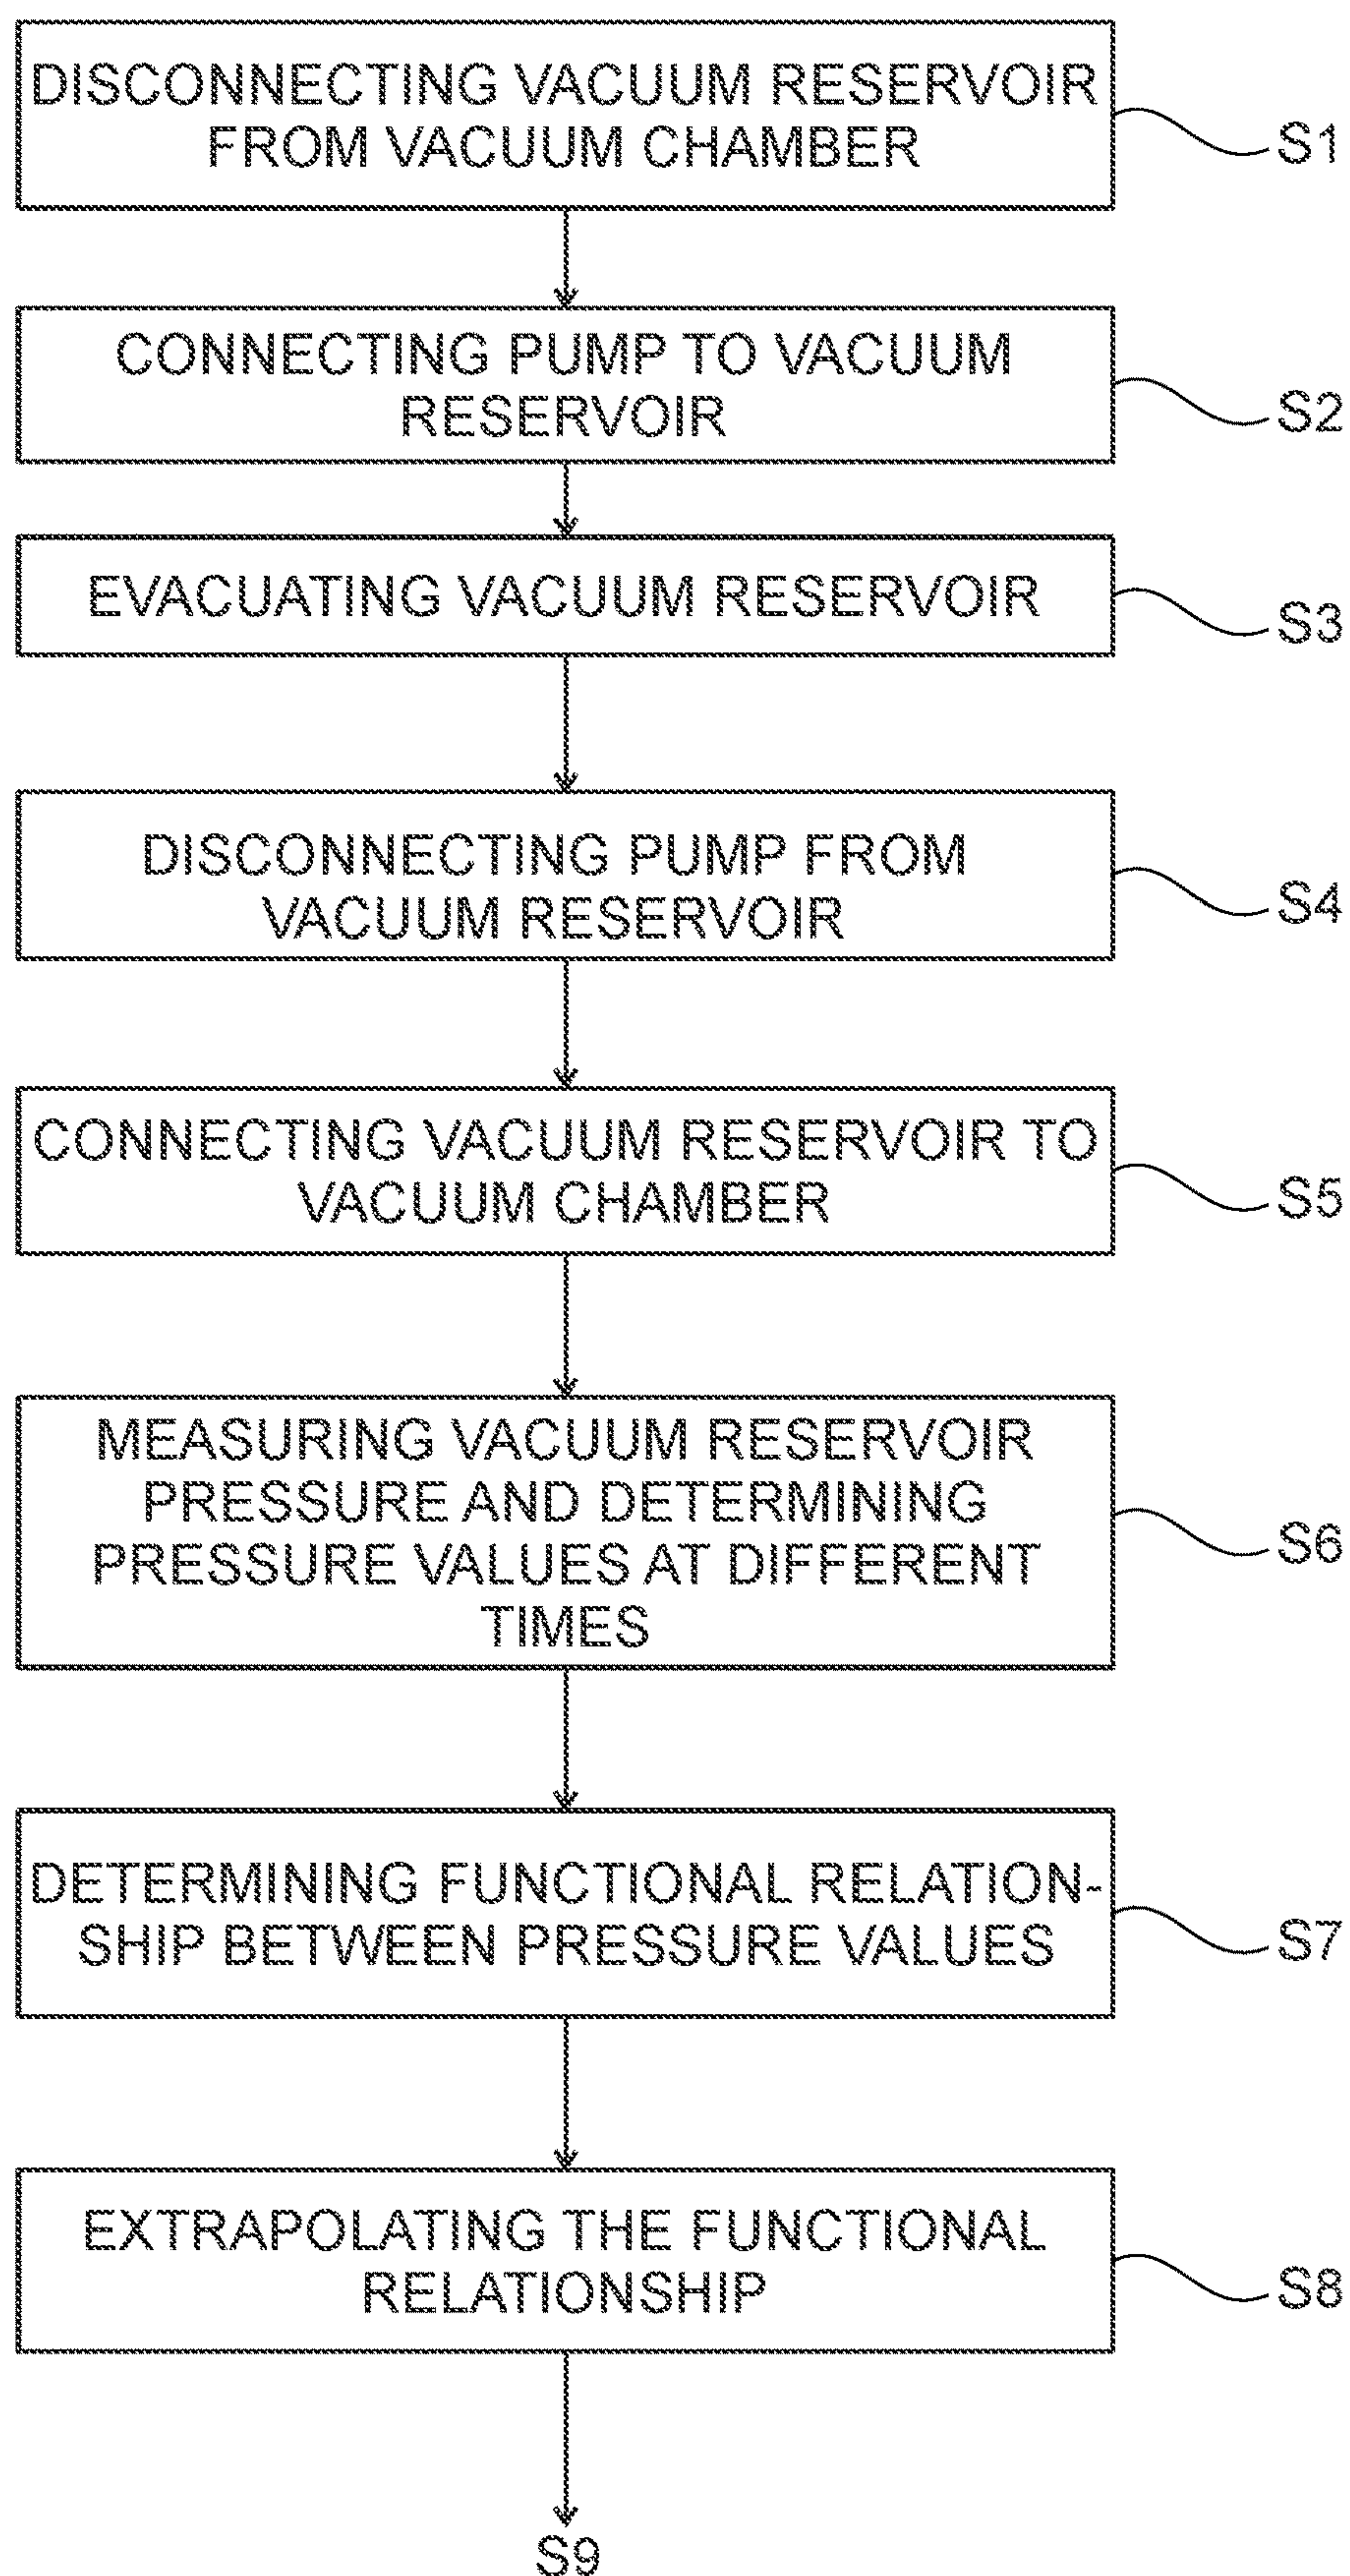 DISCONNECTING VACUUM RESERVOIR
FROM VACUUM CHAMBER
S1
CONNECTING PUMP TO VACUUM
RESERVOIR
S2
EVACUATING VACUUM RESERVOIR
S3
DISCONNECTING PUMP FROM
VACUUM RESERVOIR
S4
CONNECTING VACUUM RESERVOIR TO
VACUUM CHAMBER
S5
MEASURING VACUUM RESERVOIR
PRESSURE AND DETERMINING
PRESSURE VALUES AT DIFFERENT
TIMES
S6
DETERMINING FUNCTIONAL RELATION-
SHIP BETWEEN PRESSURE VALUES
S7
EXTRAPOLATING THE FUNCTIONAL
RELATIONSHIP
S8
S9